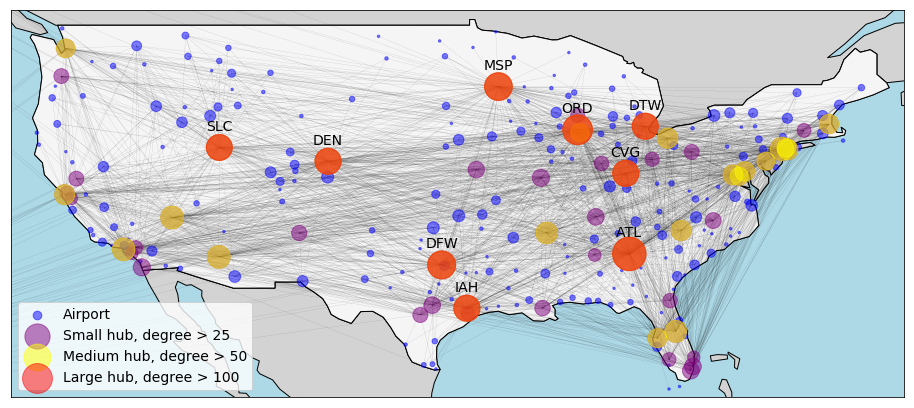 MSP
ORD
DTW
SLC
DEN
CVG
ATL
DFW
IAH
Airport
Small hub, degree > 25
Medium hub, degree > 50
Large hub, degree > 100